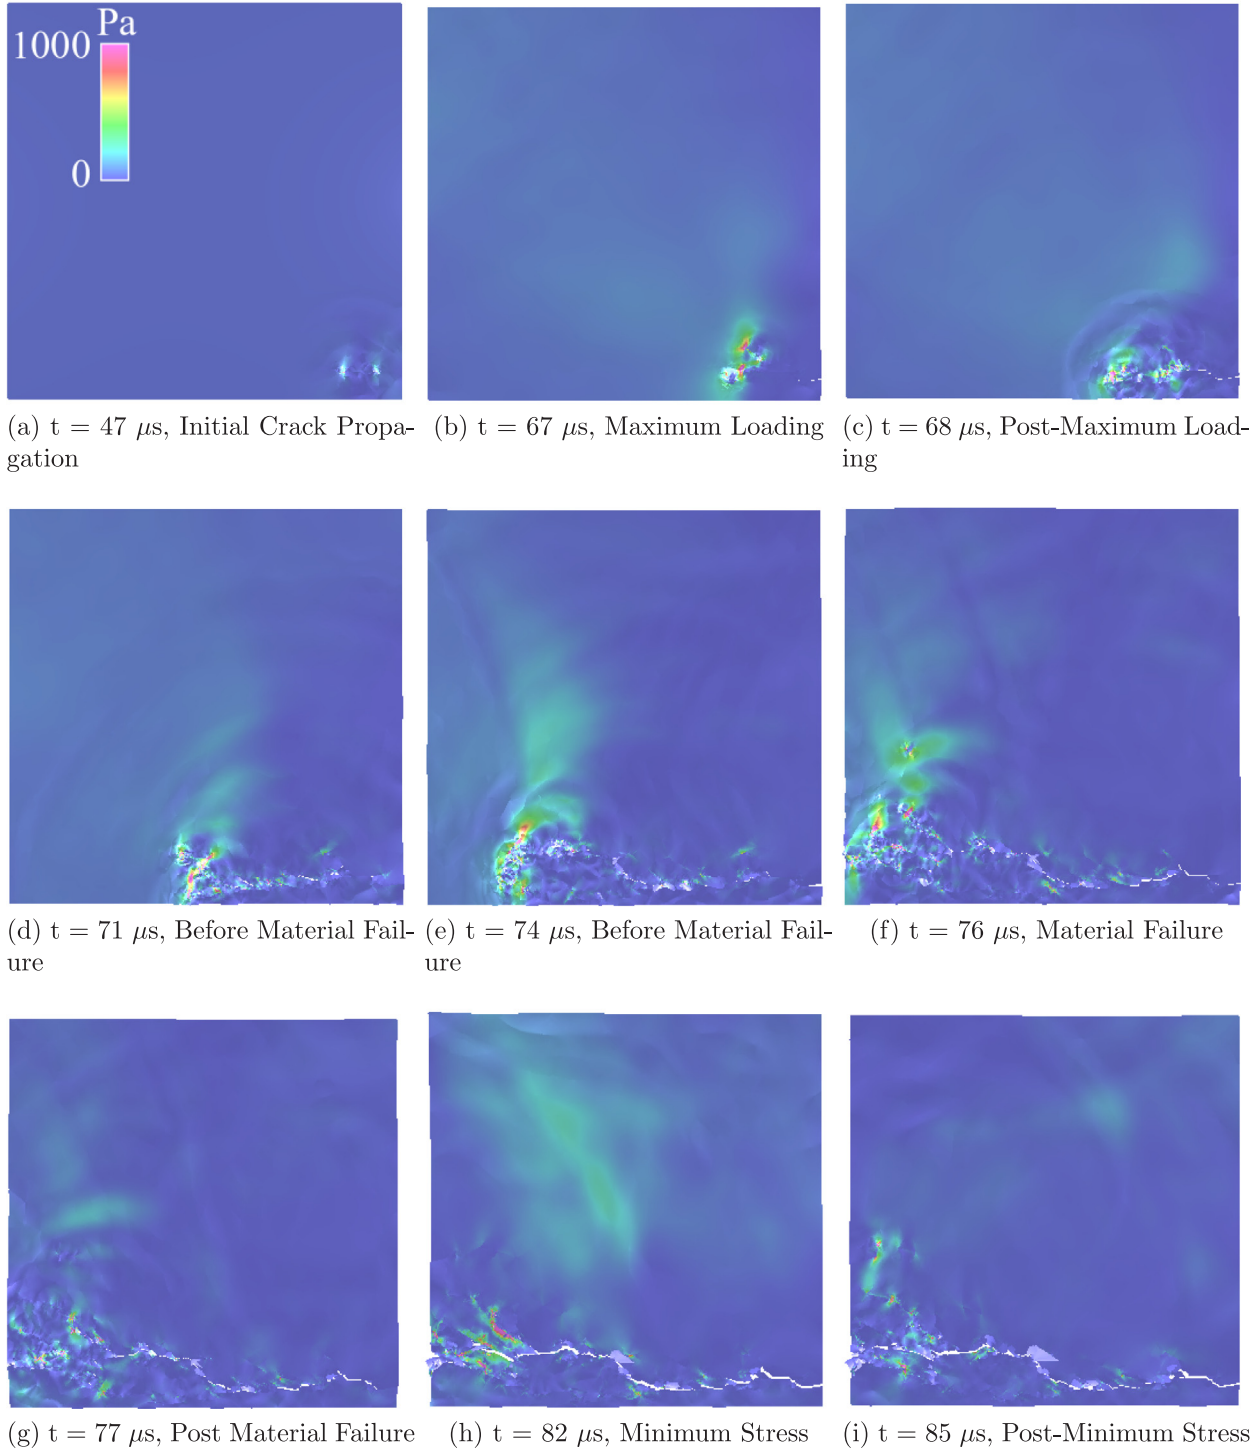 Pa
1000
0
(a) t = 47 μs, Initial Crack Propa-
gation
(b) t = 67 μs, Maximum Loading
(c) t = 68 μs, Post-Maximum Load-
ing
(d) t = 71 μs, Before Material Fail-
ure
(e) t = 74 μs, Before Material Fail-
ure
(f) t = 76 μs, Material Failure
(g) t = 77 μs, Post Material Failure
(h) t = 82 μs, Minimum Stress
(i) t = 85 μs, Post-Minimum Stress